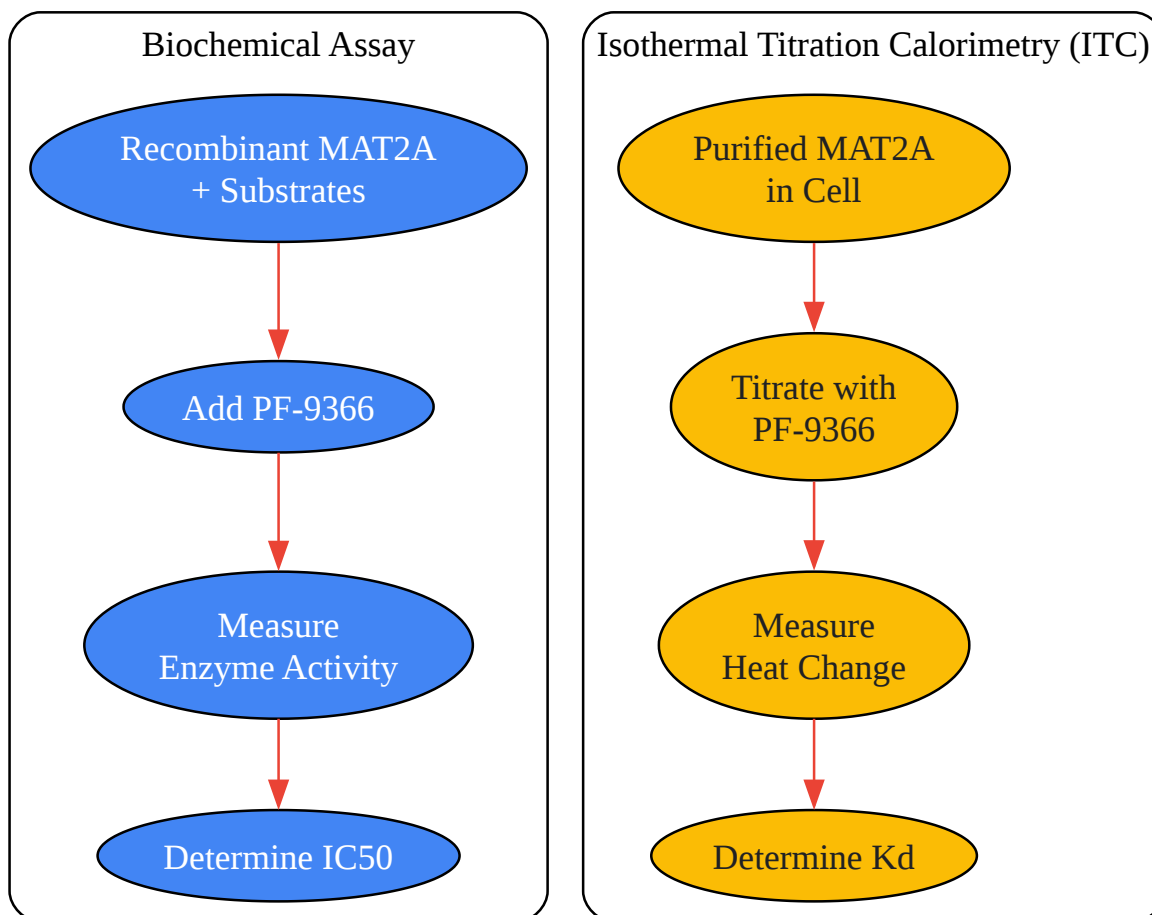 Biochemical Assay
Recombinant MAT2A
+ Substrates
Add PF-9366
Measure
Enzyme Activity
Determine IC50
Isothermal Titration Calorimetry (ITC)
Purified MAT2A
in Cell
Titrate with
PF-9366
Measure
Heat Change
Determine Kd